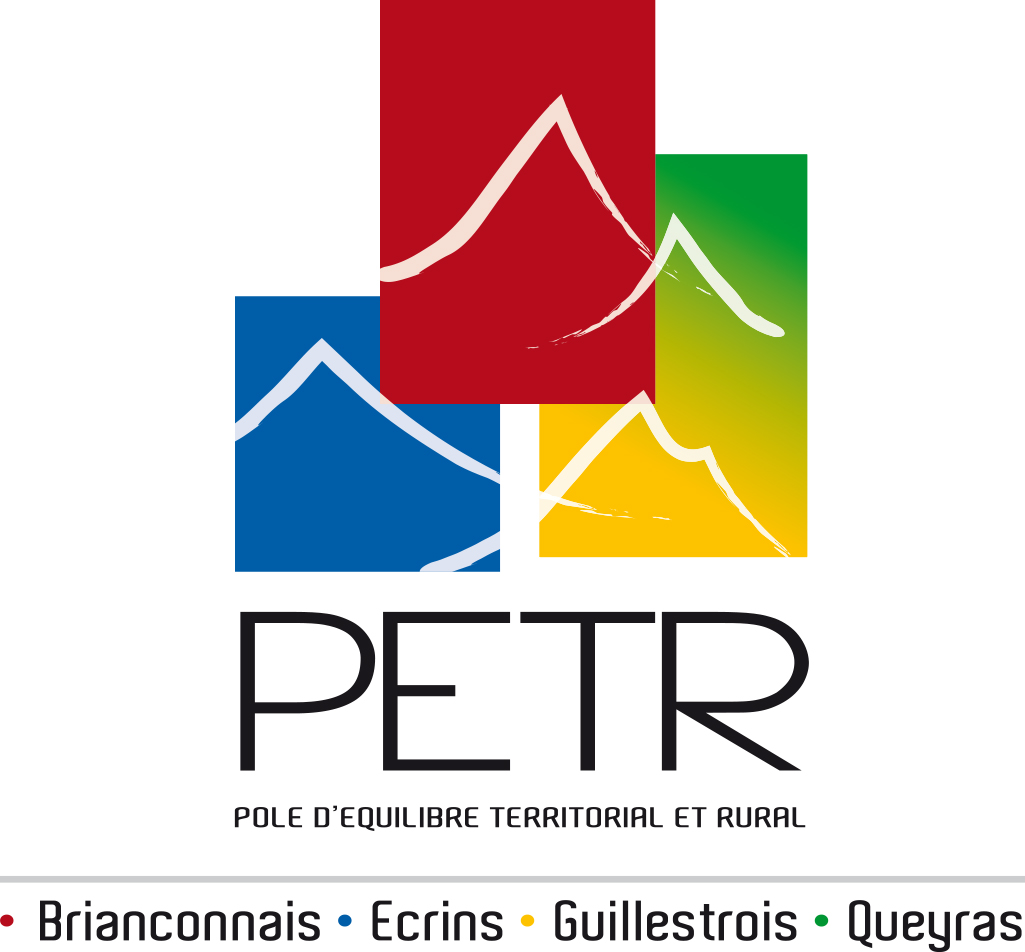 PETR
POLE D'EQUILIBRE TERRITORIAL ET RURAL
• Brianconnais • Ecrins • Guillestrois • Queyras